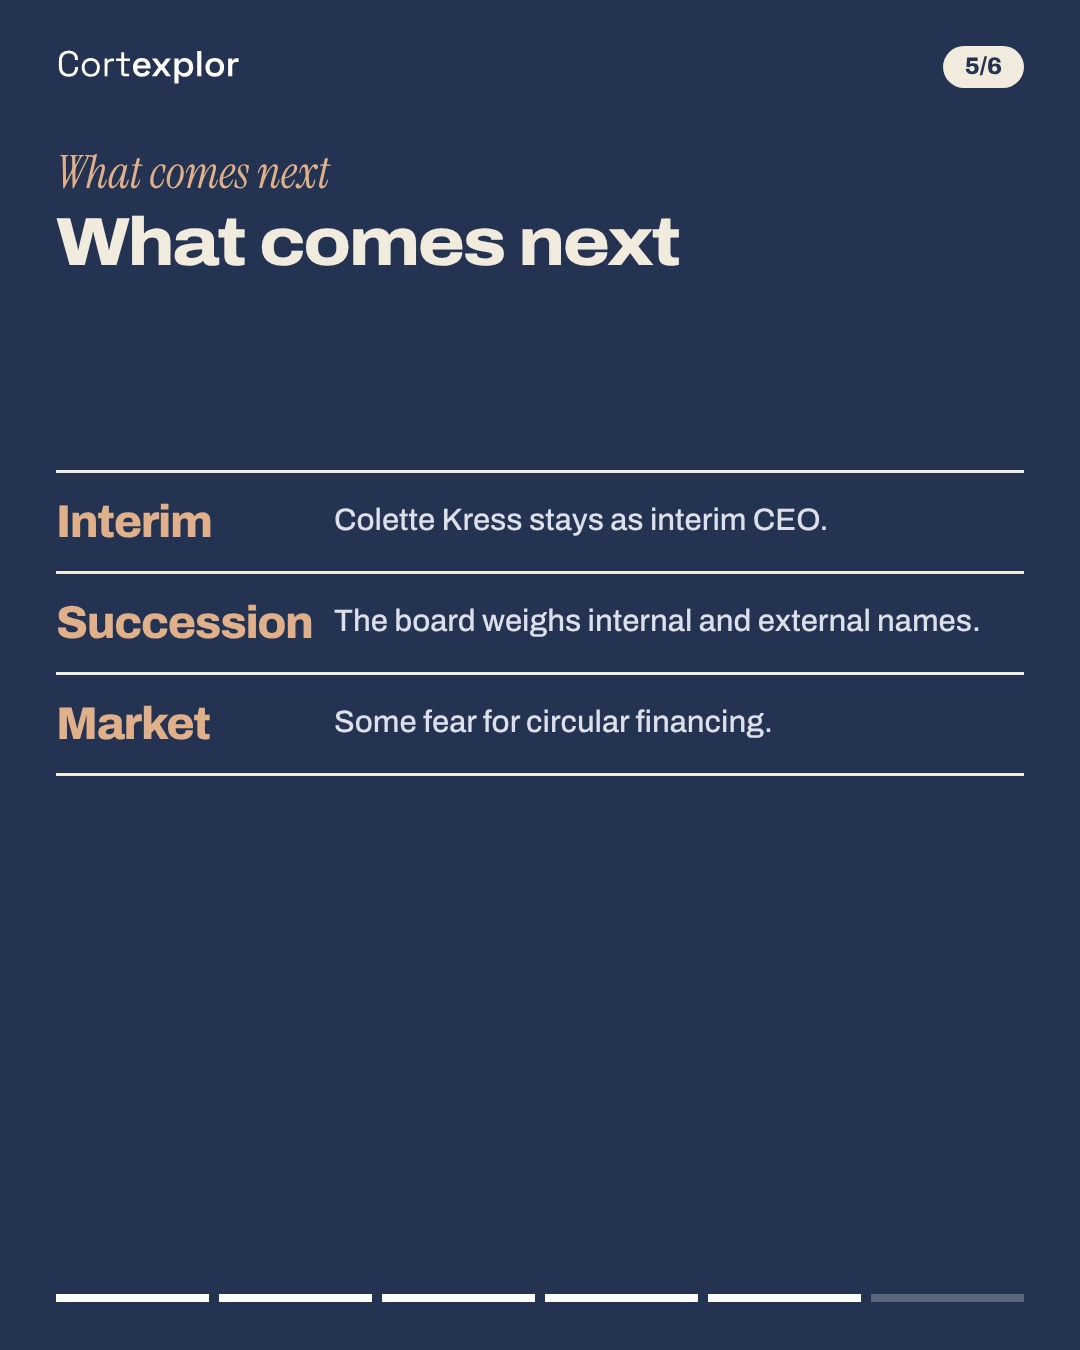 Cortexplor
5/6
What comes next
What comes next
Interim
Colette Kress stays as interim CEO.
Succession
The board weighs internal and external names.
Market
Some fear for circular financing.